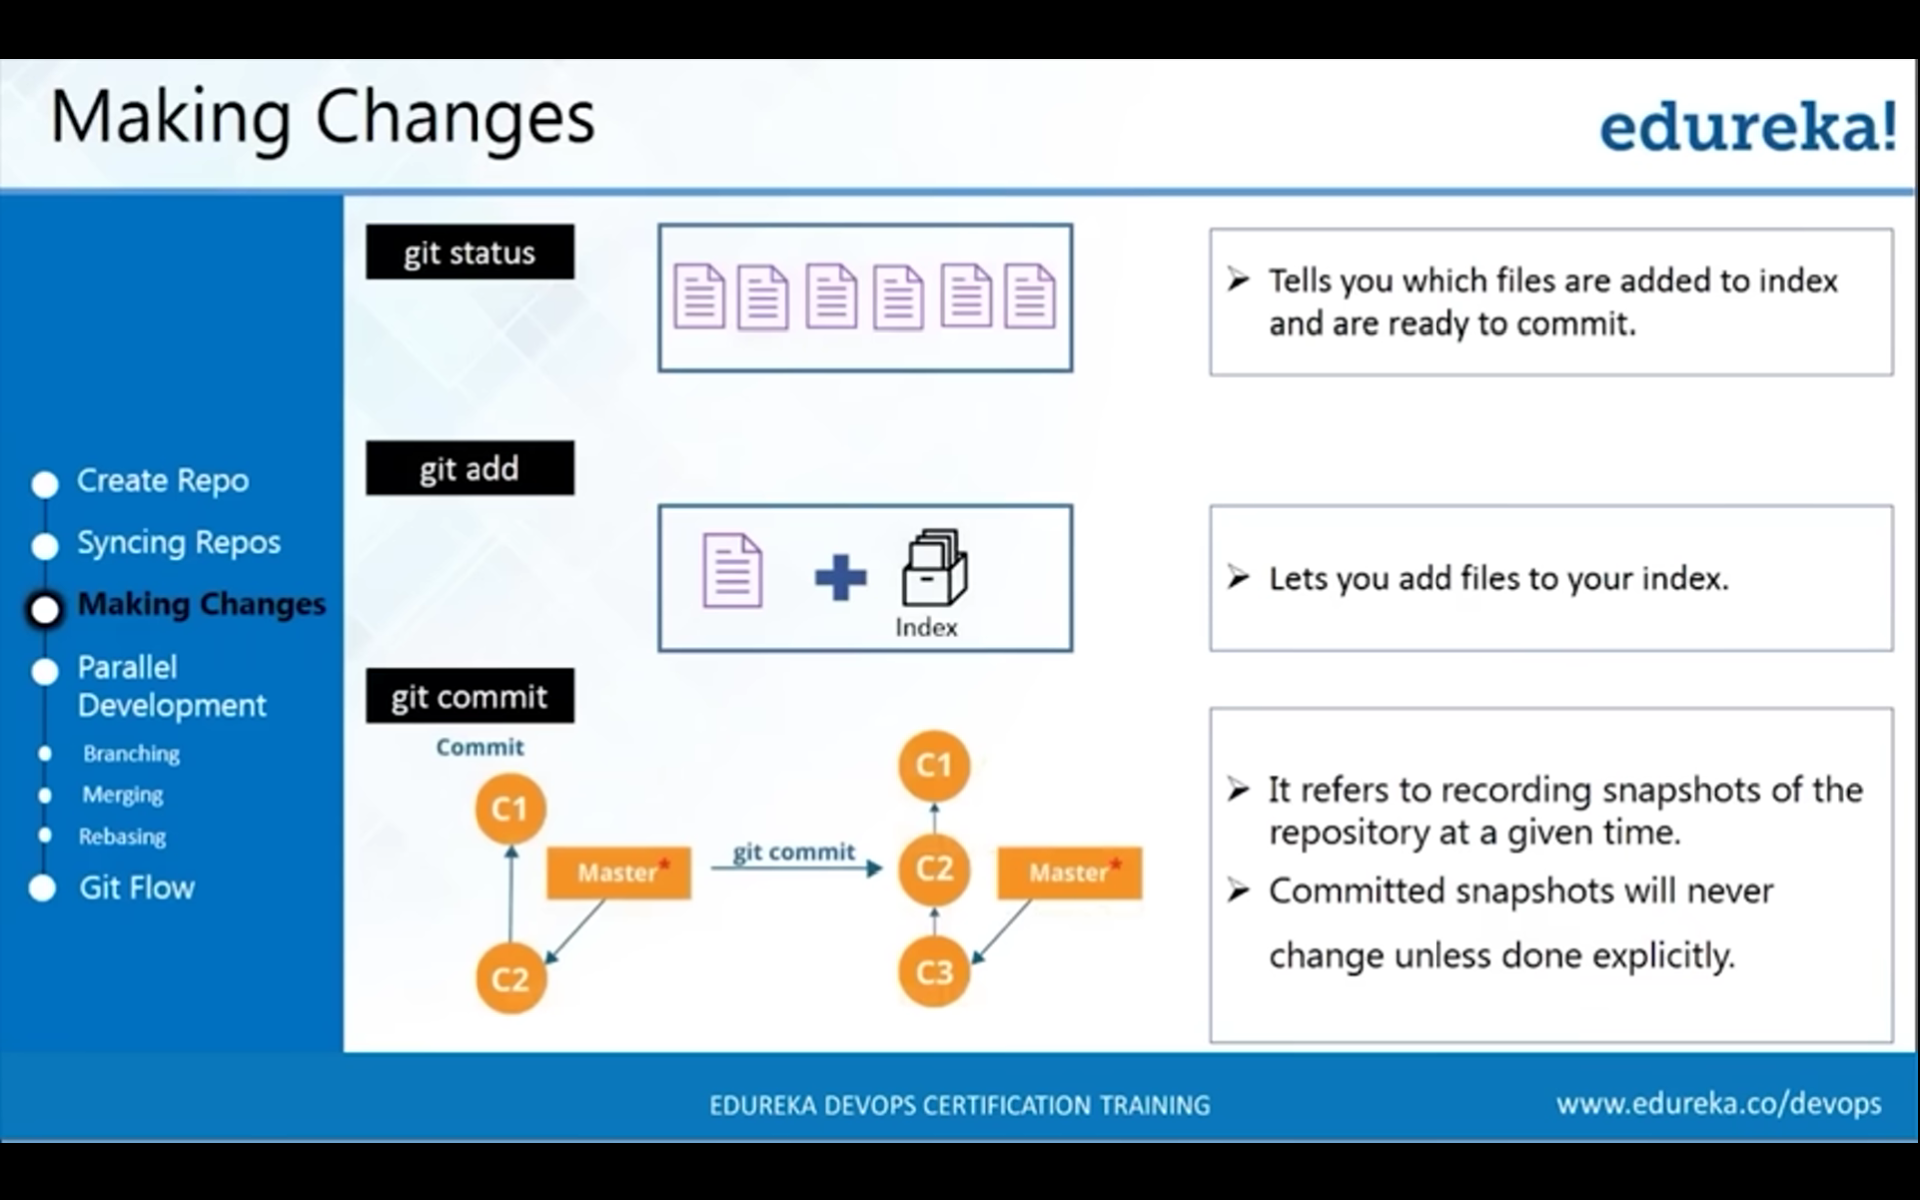 Making Changes
edureka!
Create Repo
Syncing Repos
Making Changes
Parallel
Development
Branching
Merging
Rebasing
Git Flow
git status
Tells you which files are added to index
and are ready to commit.
git add
Index
Lets you add files to your index.
git commit
Commit
C1
Master*
C2
git commit
C1
C2
Master*
C3
It refers to recording snapshots of the
repository at a given time.
Committed snapshots will never
change unless done explicitly.
EDUREKA DEVOPS CERTIFICATION TRAINING
www.edureka.co/devops